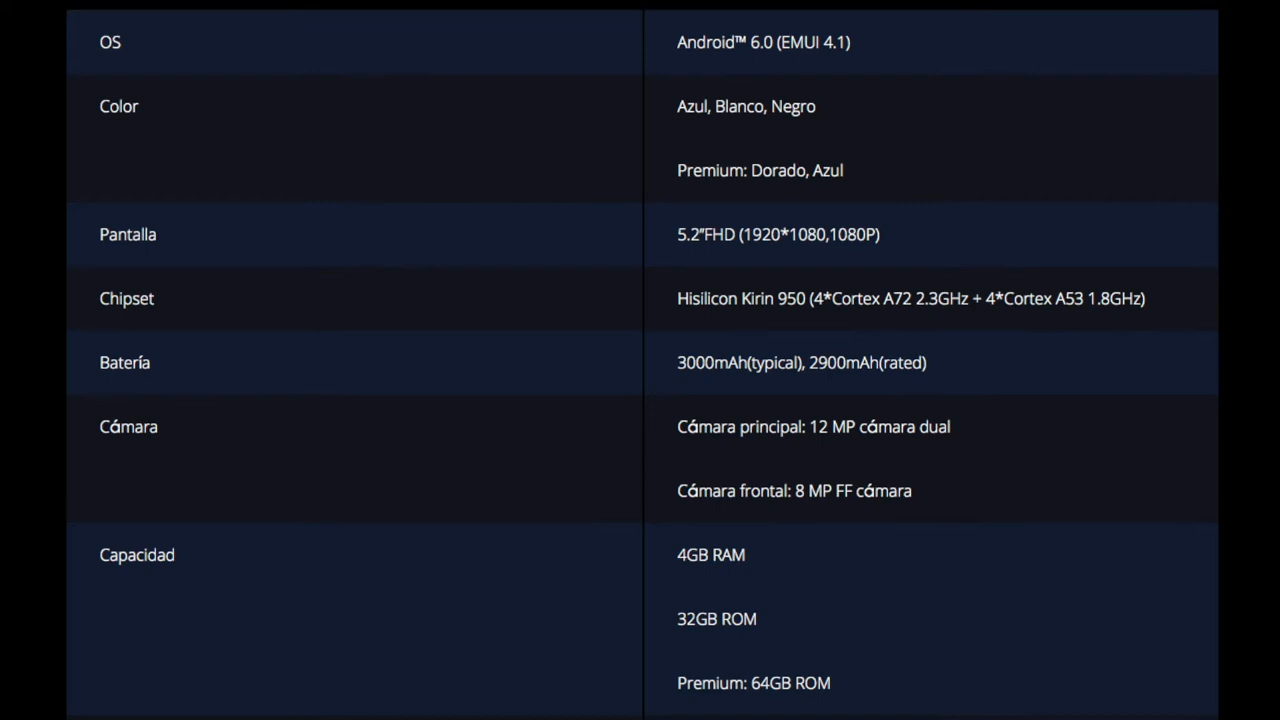 OS
Android™ 6.0 (EMUI 4.1)
Color
Azul, Blanco, Negro
Premium: Dorado, Azul
Pantalla
5.2”FHD (1920*1080,1080P)
Chipset
Hisilicon Kirin 950 (4*Cortex A72 2.3GHz + 4*Cortex A53 1.8GHz)
Batería
3000mAh(typical), 2900mAh(rated)
Cámara
Cámara principal: 12 MP cámara dual
Cámara frontal: 8 MP FF cámara
Capacidad
4GB RAM
32GB ROM
Premium: 64GB ROM